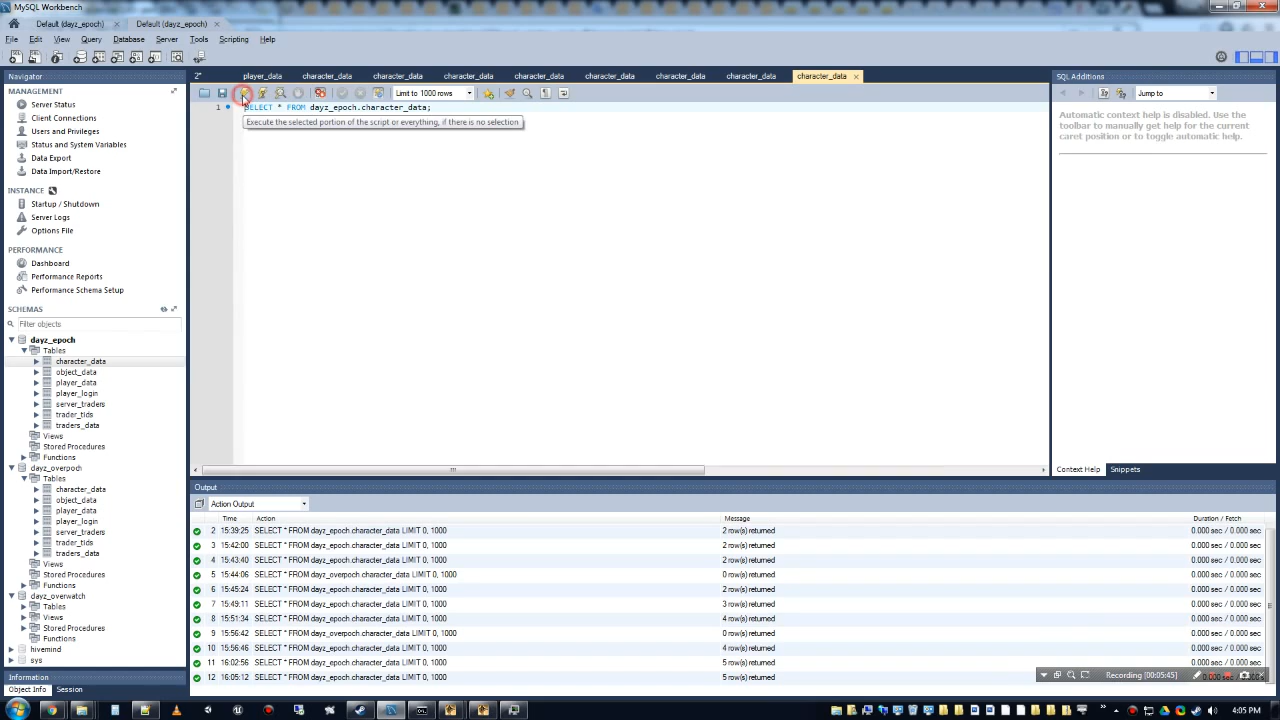 MySQL Workbench
Default (dayz_epoch)
Default (dayz_epoch)
File Edit View Query Database Server Tools Scripting Help
Navigator
MANAGEMENT
Server Status
Client Connections
Users and Privileges
Status and System Variables
Data Export
Data Import/Restore
INSTANCE
Startup / Shutdown
Server Logs
Options File
PERFORMANCE
Dashboard
Performance Reports
Performance Schema Setup
SCHEMAS
Filter objects
dayz_epoch
Tables
character_data
object_data
player_data
player_login
server_traders
trader_tids
traders_data
Views
Stored Procedures
Functions
dayz_overpoch
Tables
character_data
object_data
player_data
player_login
server_traders
trader_tids
traders_data
Views
Stored Procedures
Functions
dayz_overwatch
Tables
Views
Stored Procedures
Functions
hivemind
sys
Information
Object Info Session
2* player_data character_data character_data character_data character_data character_data character_data character_data character_data
Limit to 1000 rows
1 SELECT * FROM dayz_epoch.character_data;
Execute the selected portion of the script or everything, if there is no selection
Output
Action Output
Time Action Message Duration / Fetch
2 15:39:25 SELECT * FROM dayz_epoch.character_data LIMIT 0, 1000 2 row(s) returned 0.000 sec / 0.000 sec
3 15:42:00 SELECT * FROM dayz_epoch.character_data LIMIT 0, 1000 2 row(s) returned 0.000 sec / 0.000 sec
4 15:43:40 SELECT * FROM dayz_epoch.character_data LIMIT 0, 1000 2 row(s) returned 0.000 sec / 0.000 sec
5 15:44:06 SELECT * FROM dayz_overpoch.character_data LIMIT 0, 1000 0 row(s) returned 0.000 sec / 0.000 sec
6 15:45:24 SELECT * FROM dayz_epoch.character_data LIMIT 0, 1000 2 row(s) returned 0.000 sec / 0.000 sec
7 15:49:11 SELECT * FROM dayz_epoch.character_data LIMIT 0, 1000 3 row(s) returned 0.000 sec / 0.000 sec
8 15:51:34 SELECT * FROM dayz_epoch.character_data LIMIT 0, 1000 4 row(s) returned 0.000 sec / 0.000 sec
9 15:56:42 SELECT * FROM dayz_overpoch.character_data LIMIT 0, 1000 0 row(s) returned 0.000 sec / 0.000 sec
10 15:56:46 SELECT * FROM dayz_epoch.character_data LIMIT 0, 1000 4 row(s) returned 0.000 sec / 0.000 sec
11 16:02:56 SELECT * FROM dayz_epoch.character_data LIMIT 0, 1000 5 row(s) returned 0.000 sec / 0.000 sec
12 16:05:12 SELECT * FROM dayz_epoch.character_data LIMIT 0, 1000 5 row(s) returned
SQL Additions
Jump to
Automatic context help is disabled. Use the
toolbar to manually get help for the current
caret position or to toggle automatic help.
Context Help Snippets
Recording [00:05:45]
4:05 PM